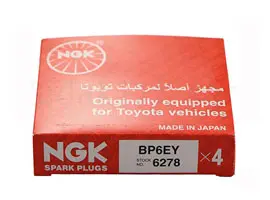 NGK
مجهز أصلاً لمركبات تويوتا
Originally equipped
for Toyota vehicles
MADE IN JAPAN
NGK
SPARK PLUGS
BP6EY
STOCK NO. 6278
×4